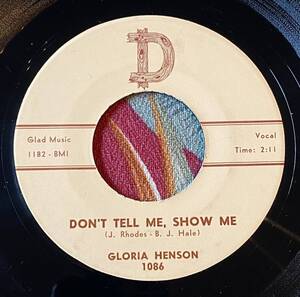 D
Glad Music
1182 - BMI
Vocal
Time: 2:11
DON'T TELL ME, SHOW ME
(J. Rhodes - B. J. Hale)
GLORIA HENSON
1086